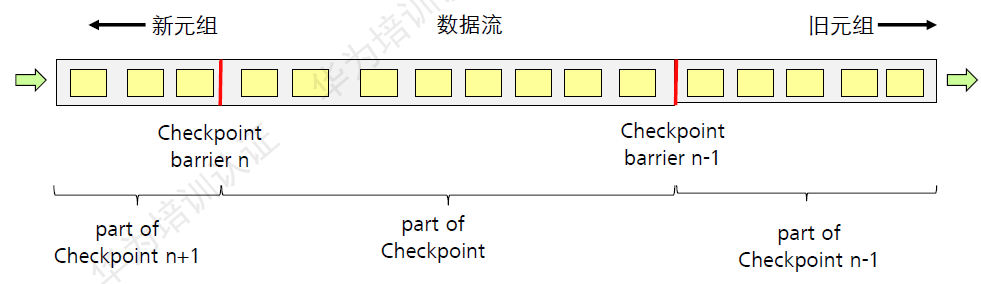 新元组
数据流
旧元组
Checkpoint
barrier n
Checkpoint
barrier n-1
part of
Checkpoint n+1
part of
Checkpoint
part of
Checkpoint n-1
华为培训认证
华为培训认证